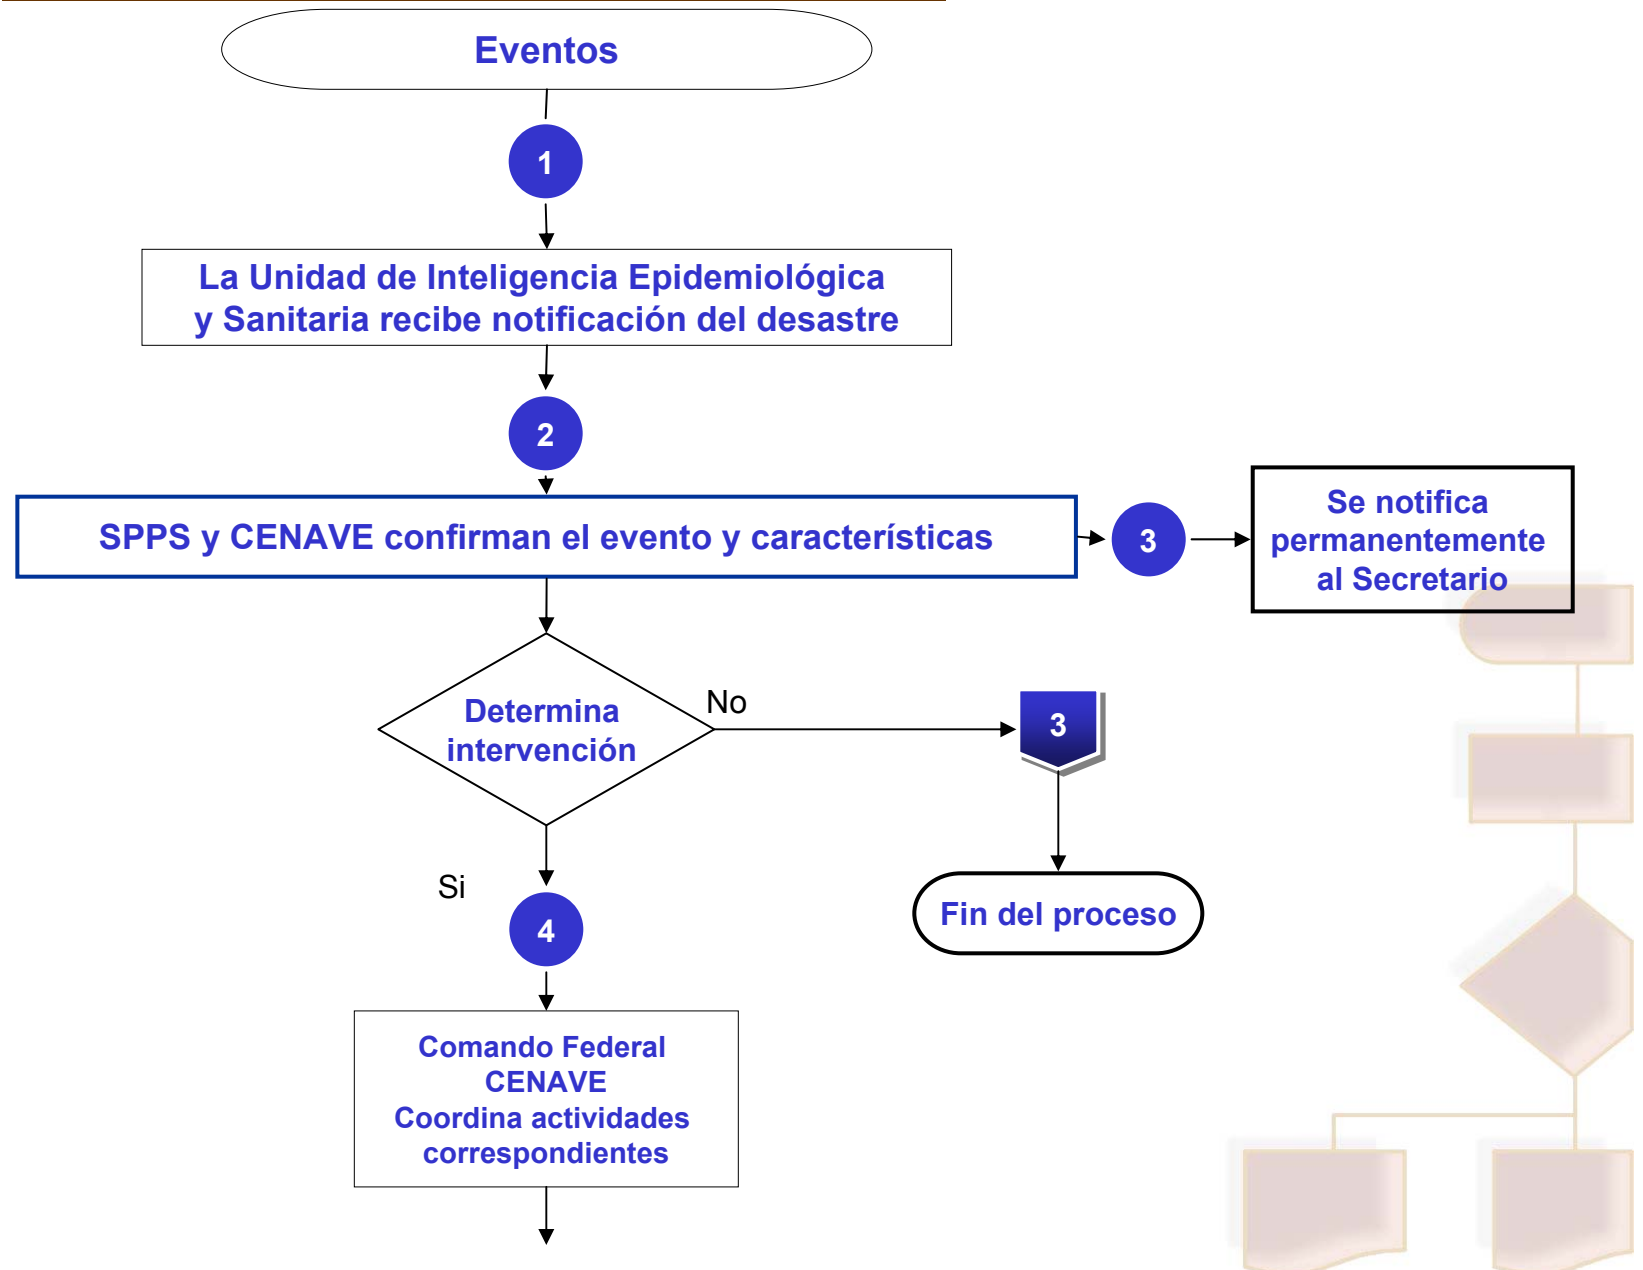 Eventos
1
La Unidad de Inteligencia Epidemiológica
y Sanitaria recibe notificación del desastre
2
SPPS y CENAVE confirman el evento y características
3
Se notifica
permanentemente
al Secretario
Determina
intervención
No
3
Fin del proceso
Si
4
Comando Federal
CENAVE
Coordina actividades
correspondientes